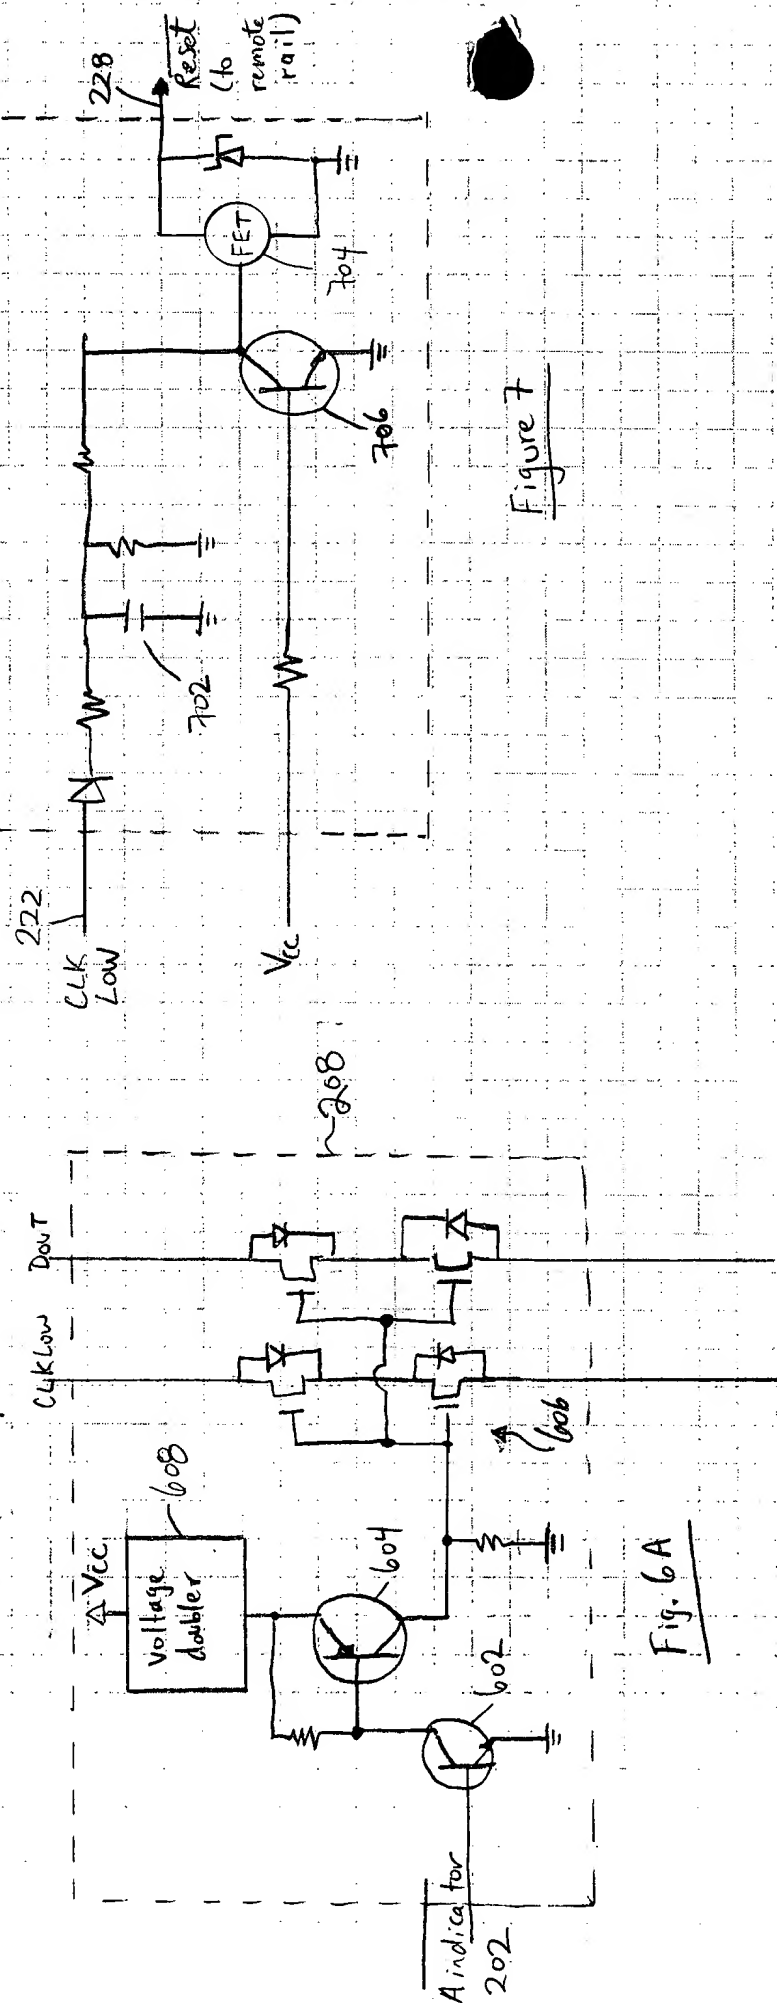 228
Reset
(to
remote
rail)
FET
704
706
702
222
CLK
LOW
Vcc
Figure 7
208
DOUT
CLKLOW
Vcc
608
Voltage
doubler
604
606
602
A indicator
202
Fig. 6A